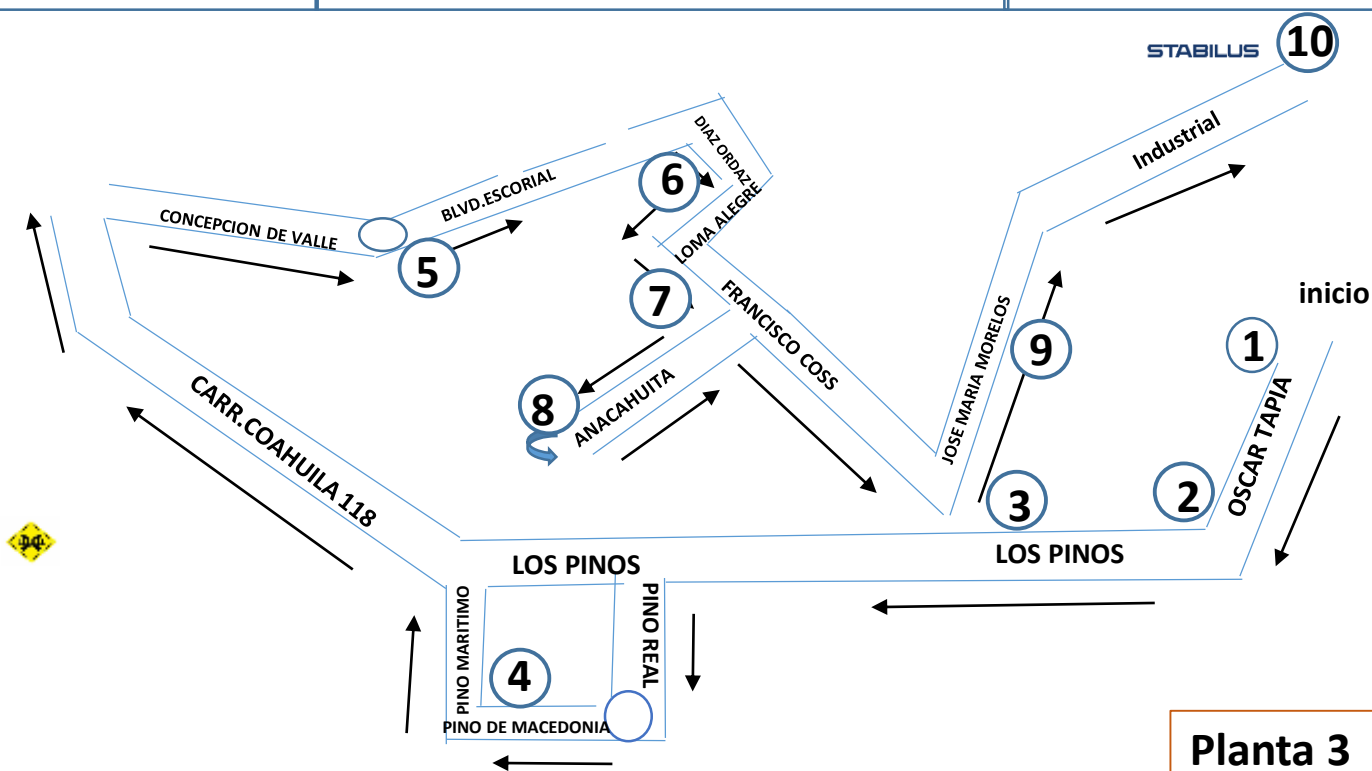 STABILUS
10
Industrial
DIAZ ORDAZ
6
BLVD.ESCORIAL
CONCEPCION DE VALLE
LOMA ALEGRE
5
7
FRANCISCO COSS
inicio
1
9
JOSE MARIA MORELOS
OSCAR TAPIA
8
ANACAHUITA
CARR.COAHUILA 118
2
3
LOS PINOS
LOS PINOS
PINO MARITIMO
PINO REAL
4
PINO DE MACEDONIA
Planta 3